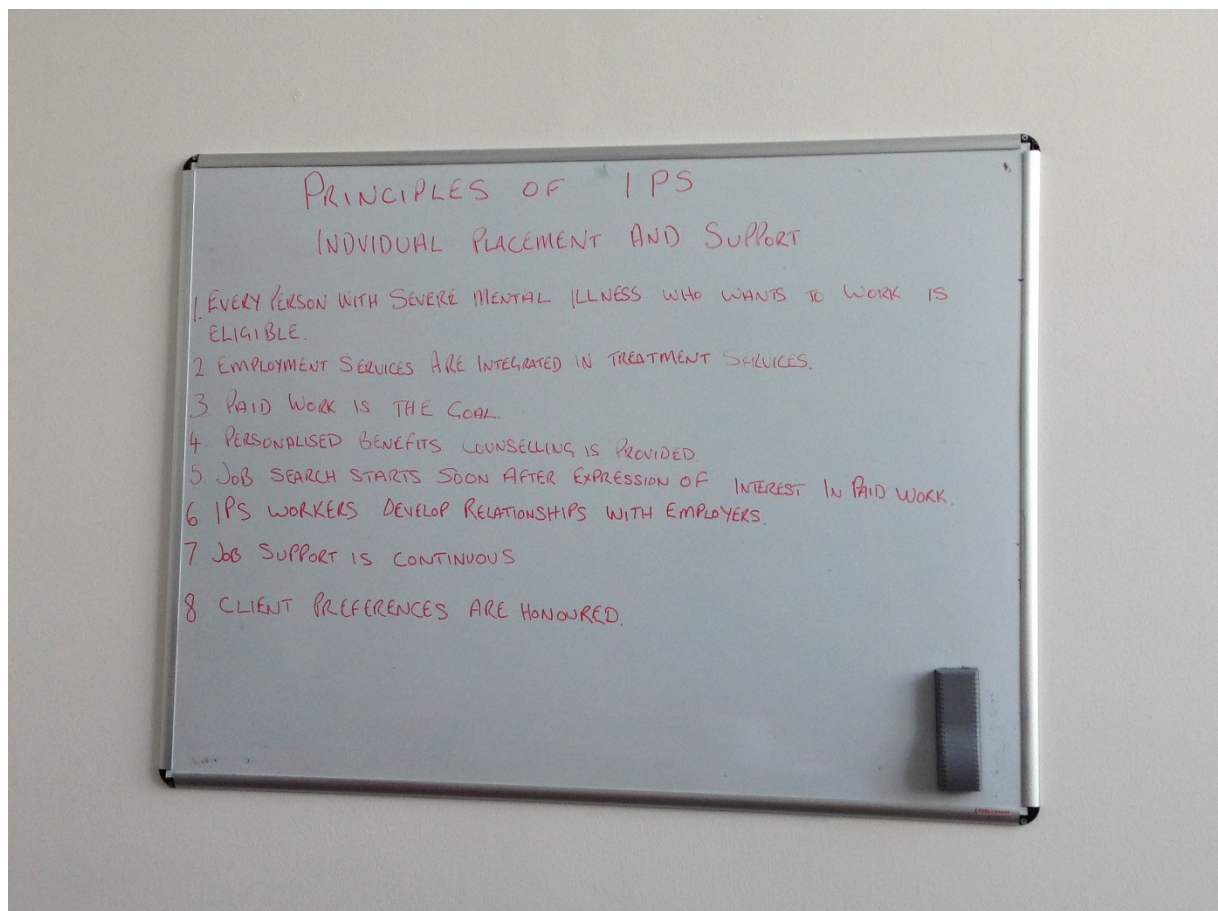 PRINCIPLES OF IPS
INDVIDUAL PLACEMENT AND SUPPORT
1. EVERY PERSON WITH SEVERE MENTAL ILLNESS WHO WANTS TO WORK IS
ELIGIBLE.
2 EMPLOYMENT SERVICES ARE INTEGRATED IN TREATMENT SERVICES.
3 PAID WORK IS THE GOAL.
4 PERSONALISED BENEFITS COUNSELLING IS PROVIDED
5 JOB SEARCH STARTS SOON AFTER EXPRESSION OF INTEREST IN PAID WORK.
6 IPS WORKERS DEVELOP RELATIONSHIPS WITH EMPLOYERS.
7 JOB SUPPORT IS CONTINUOUS
8 CLIENT PREFERENCES ARE HONOURED.